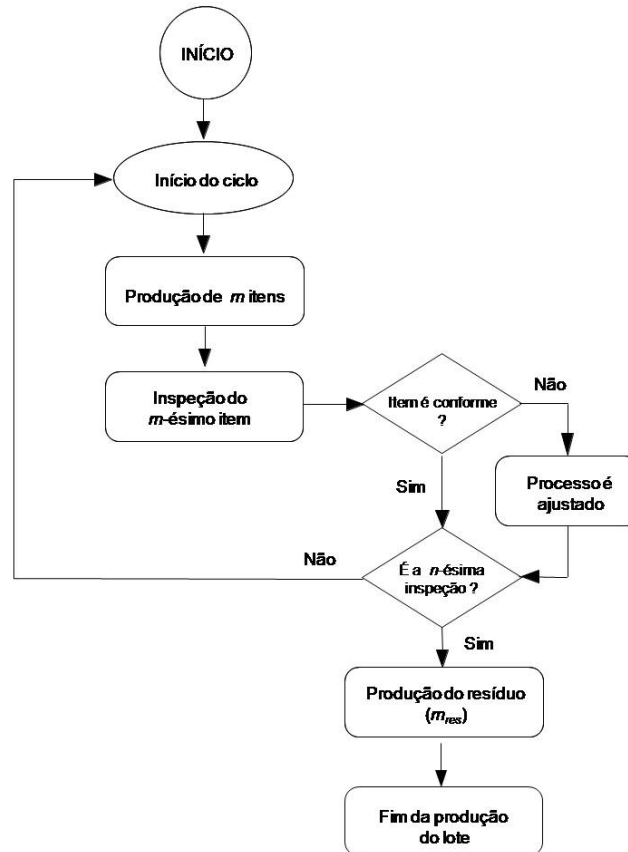 INÍCIO
Início do ciclo
Produção de m itens
Inspeção do
m-ésimo item
Item é conforme
?
Não
Sim
Processo é
ajustado
É a n-ésima
inspeção ?
Não
Sim
Produção do resíduo
(mres)
Fim da produção
do lote